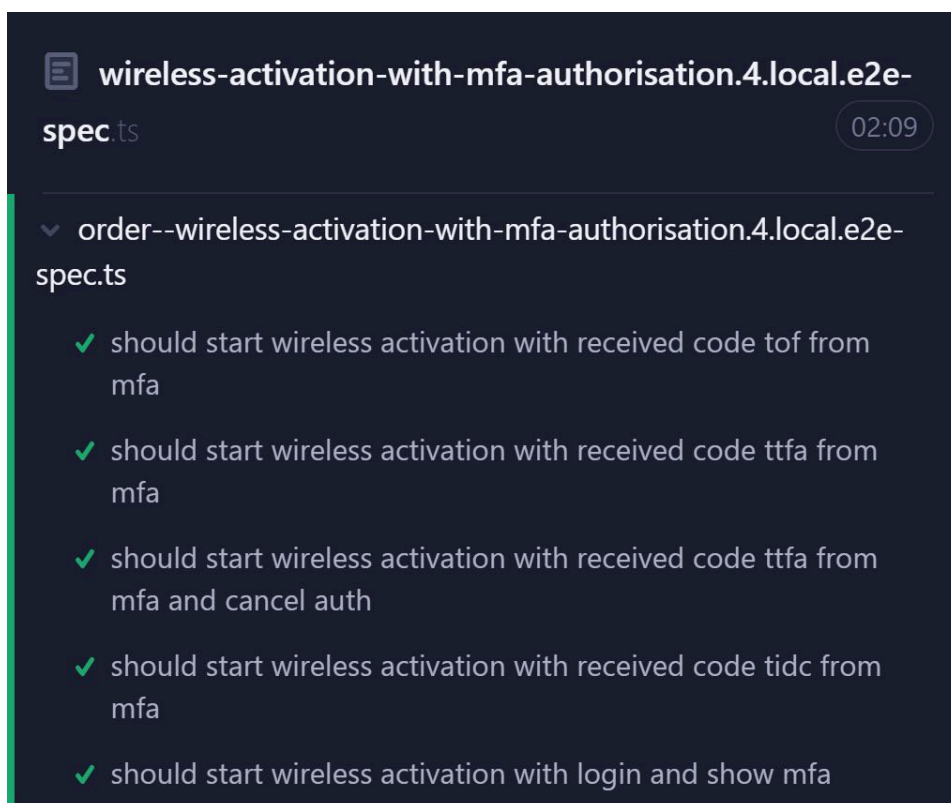 wireless-activation-with-mfa-authorisation.4.local.e2e-
spec.ts
02:09
order--wireless-activation-with-mfa-authorisation.4.local.e2e-
spec.ts
should start wireless activation with received code tof from
mfa
should start wireless activation with received code ttfa from
mfa
should start wireless activation with received code ttfa from
mfa and cancel auth
should start wireless activation with received code tidc from
mfa
should start wireless activation with login and show mfa